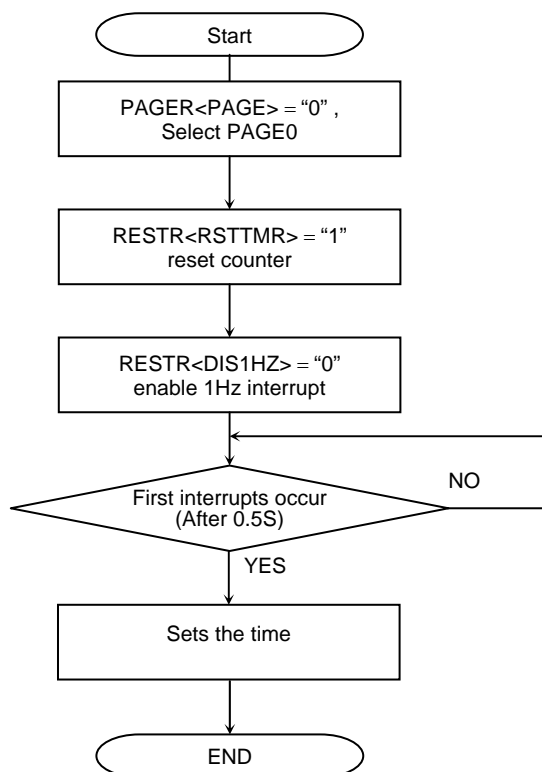 Start
PAGER<PAGE> = “0” ,
Select PAGE0
RESTR<RSTTMR> = “1”
reset counter
RESTR<DIS1HZ> = “0”
enable 1Hz interrupt
First interrupts occur
(After 0.5S)
NO
YES
Sets the time
END